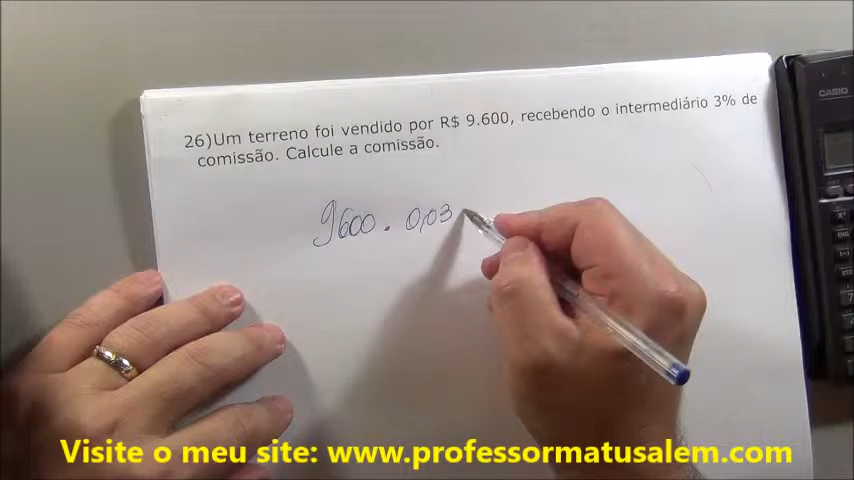 26)Um terreno foi vendido por R$ 9.600, recebendo o intermediário 3% de
comissão. Calcule a comissão.
9600 . 0,03
CASIO
Visite o meu site: www.professormatusalem.com